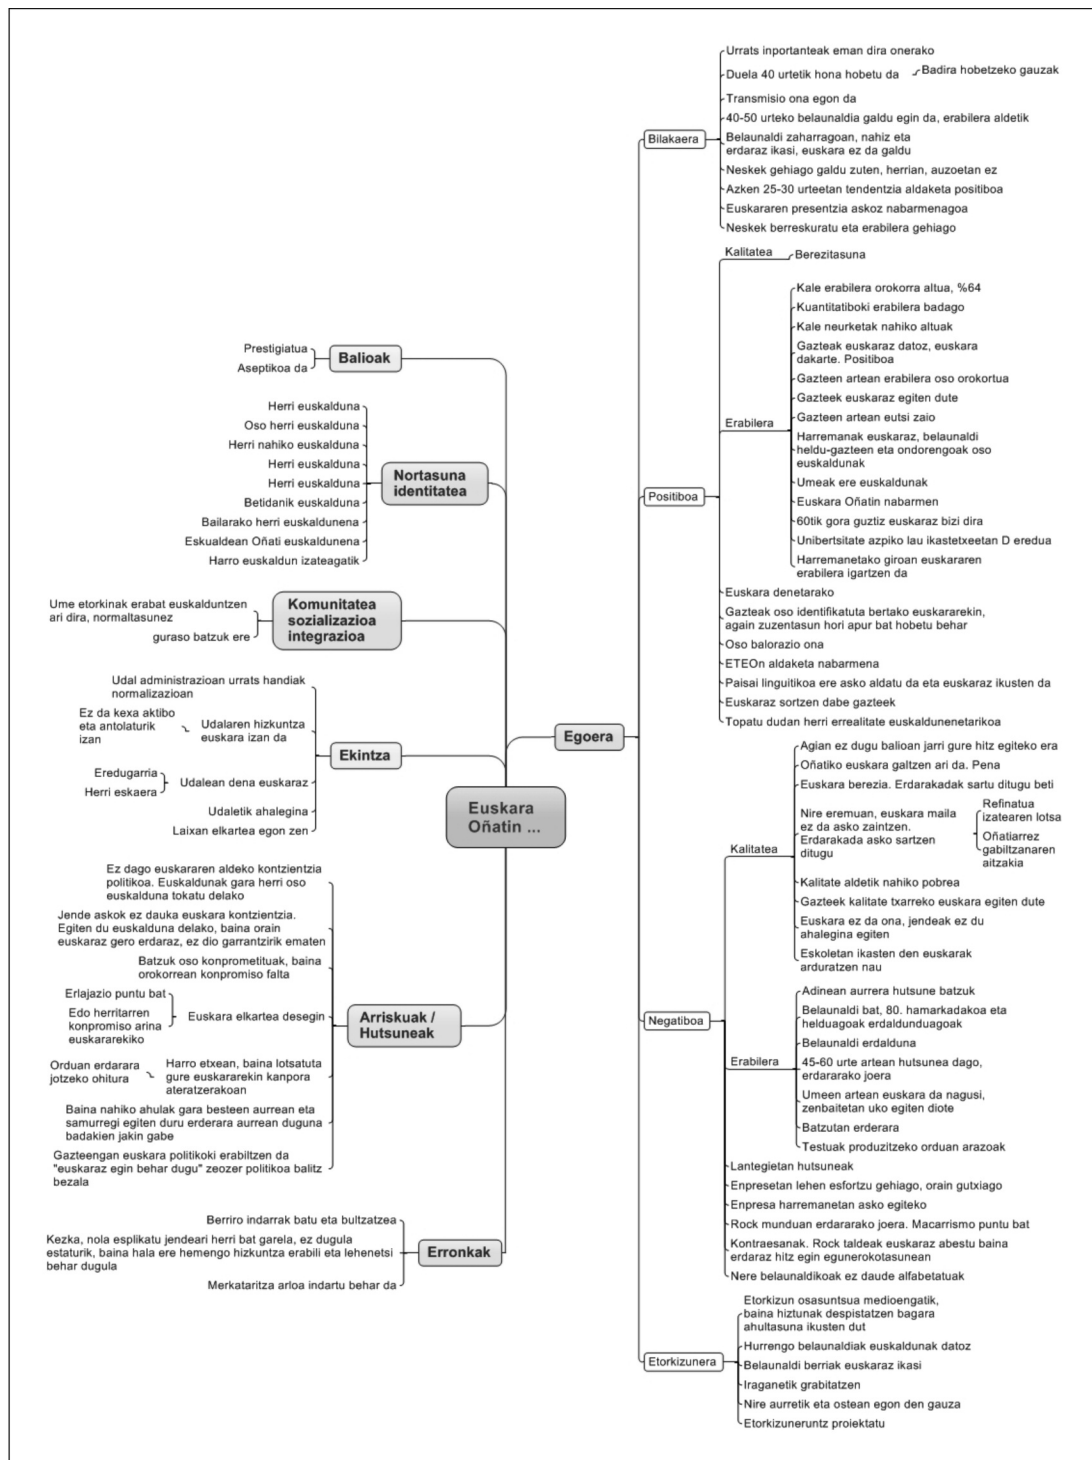 Euskara
Oñatin ...
Balioak
Prestigiatua
Aseptikoa da
Nortasuna
identitatea
Herri euskalduna
Oso herri euskalduna
Herri nahiko euskalduna
Herri euskalduna
Herri euskalduna
Betidanik euskalduna
Bailarako herri euskaldunena
Eskualdean Oñati euskaldunena
Harro euskaldun izateagatik
Komunitatea
sozializazioa
integrazioa
Ume etorkinak erabat euskalduntzen
ari dira, normaltasunez
guraso batzuk ere
Ekintza
Udal administrazioan urrats handiak
normalizazioan
Udalaren hizkuntza
euskara izan da
Ez da kexa aktibo
eta antolaturik
izan
Udalean dena euskaraz
Eredugarria
Herri eskaera
Udaletik ahalegina
Laixan elkartea egon zen
Arriskuak /
Hutsuneak
Ez dago euskararen aldeko kontzientzia
politikoa. Euskaldunak gara herri oso
euskalduna tokatu delako
Jende askok ez dauka euskara kontzientzia.
Egiten du euskalduna delako, baina orain
euskaraz gero erdaraz, ez dio garrantzirik ematen
Batzuk oso konprometituak, baina
orokorrean konpromiso falta
Euskara elkartea desegin
Erlajazio puntu bat
Edo herritarren
konpromiso arina
euskararekiko
Harro etxean, baina lotsatuta
gure euskararekin kanpora
ateratzerakoan
Orduan erdarara
jotzeko ohitura
Baina nahiko ahulak gara besteen aurrean eta
samurregi egiten duru erderara aurrean duguna
badakien jakin gabe
Gazteengan euskara politikoki erabiltzen da
"euskaraz egin behar dugu" zeozer politikoa balitz
bezala
Erronkak
Berriro indarrak batu eta bultzatzea
Kezka, nola esplikatu jendeari herri bat garela, ez dugula
estaturik, baina hala ere hemengo hizkuntza erabili eta lehenetsi
behar dugula
Merkataritza arloa indartu behar da
Egoera
Bilakaera
Urrats inportanteak eman dira onerako
Duela 40 urtetik hona hobetu da
Badira hobetzeko gauzak
Transmisio ona egon da
40-50 urteko belaunaldia galdu egin da, erabilera aldetik
Belaunaldi zaharragoan, nahiz eta
erdaraz ikasi, euskara ez da galdu
Neskek gehiago galdu zuten, herrian, auzoetan ez
Azken 25-30 urteetan tendentzia aldaketa positiboa
Euskararen presentzia askoz nabarmenagoa
Neskek berreskuratu eta erabilera gehiago
Positiboa
Kalitatea
Berezitasuna
Erabilera
Kale erabilera orokorra altua, %64
Kuantitatiboki erabilera badago
Kale neurketak nahiko altuak
Gazteak euskaraz datoz, euskara
dakarte. Positiboa
Gazteen artean erabilera oso orokortua
Gazteek euskaraz egiten dute
Gazteen artean eutsi zaio
Harremanak euskaraz, belaunaldi
heldu-gazteen eta ondorengoak oso
euskaldunak
Umeak ere euskaldunak
Euskara Oñatin nabarmen
60tik gora guztiz euskaraz bizi dira
Unibertsitate azpiko lau ikastetxeetan D eredua
Harremanetako giroan euskararen
erabilera igartzen da
Euskara denetarako
Gazteak oso identifikatuta bertako euskararekin,
again zuzentasun hori apur bat hobetu behar
Oso balorazio ona
ETEOn aldaketa nabarmena
Paisai linguitikoa ere asko aldatu da eta euskaraz ikusten da
Euskaraz sortzen dabe gazteek
Topatu dudan herri errealitate euskaldunenetarikoa
Negatiboa
Kalitatea
Agian ez dugu balioan jarri gure hitz egiteko era
Oñatiko euskara galtzen ari da. Pena
Euskara berezia. Erdarakadak sartu ditugu beti
Nire eremuan, euskara maila
ez da asko zaintzen.
Erdarakada asko sartzen
ditugu
Refinatua
izatearen lotsa
Oñatiarrez
gabiltzanaren
aitzakia
Kalitate aldetik nahiko pobrea
Gazteek kalitate txarreko euskara egiten dute
Euskara ez da ona, jendeak ez du
ahalegina egiten
Eskoletan ikasten den euskarak
arduratzen nau
Erabilera
Adinean aurrera hutsune batzuk
Belaunaldi bat, 80. hamarkadakoa eta
helduagoak erdaldunduagoak
Belaunaldi erdalduna
45-60 urte artean hutsunea dago,
erdararako joera
Umeen artean euskara da nagusi,
zenbaitetan uko egiten diote
Batzutan erderara
Testuak produzitzeko orduan arazoak
Lantegietan hutsuneak
Enpresetan lehen esfortzu gehiago, orain gutxiago
Enpresa harremanetan asko egiteko
Rock munduan erdararako joera. Macarrismo puntu bat
Kontraesanak. Rock taldeak euskaraz abestu baina
erdaraz hitz egin egunerokotasunean
Nere belaunaldikoak ez daude alfabetatuak
Etorkizunera
Etorkizun osasuntsua medioengatik,
baina hiztunak despistatzen bagara
ahultasuna ikusten dut
Hurrengo belaunaldiak euskaldunak datoz
Belaunaldi berriak euskaraz ikasi
Iraganetik grabitatzen
Nire aurretik eta ostean egon den gauza
Etorkizuneruntz proiektatu